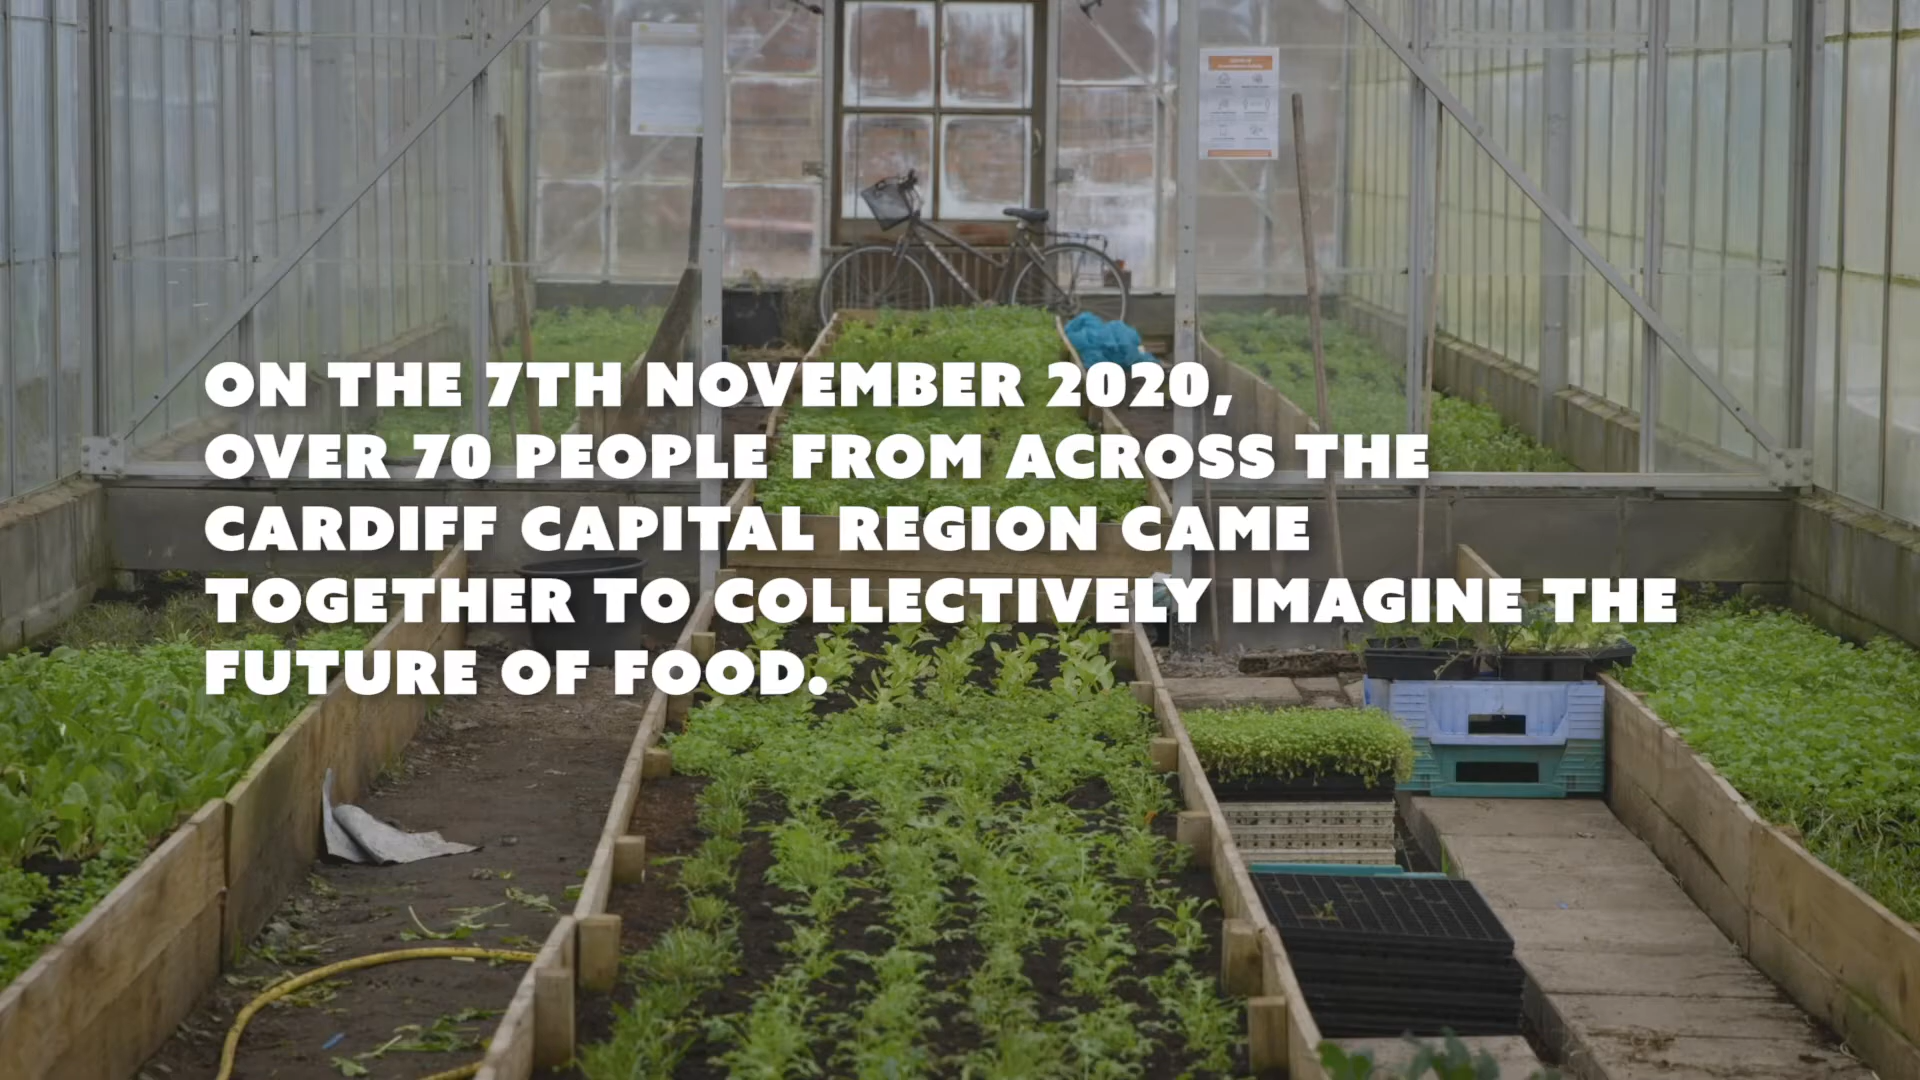 ON THE 7TH NOVEMBER 2020,
OVER 70 PEOPLE FROM ACROSS THE
CARDIFF CAPITAL REGION CAME
TOGETHER TO COLLECTIVELY IMAGINE THE
FUTURE OF FOOD.